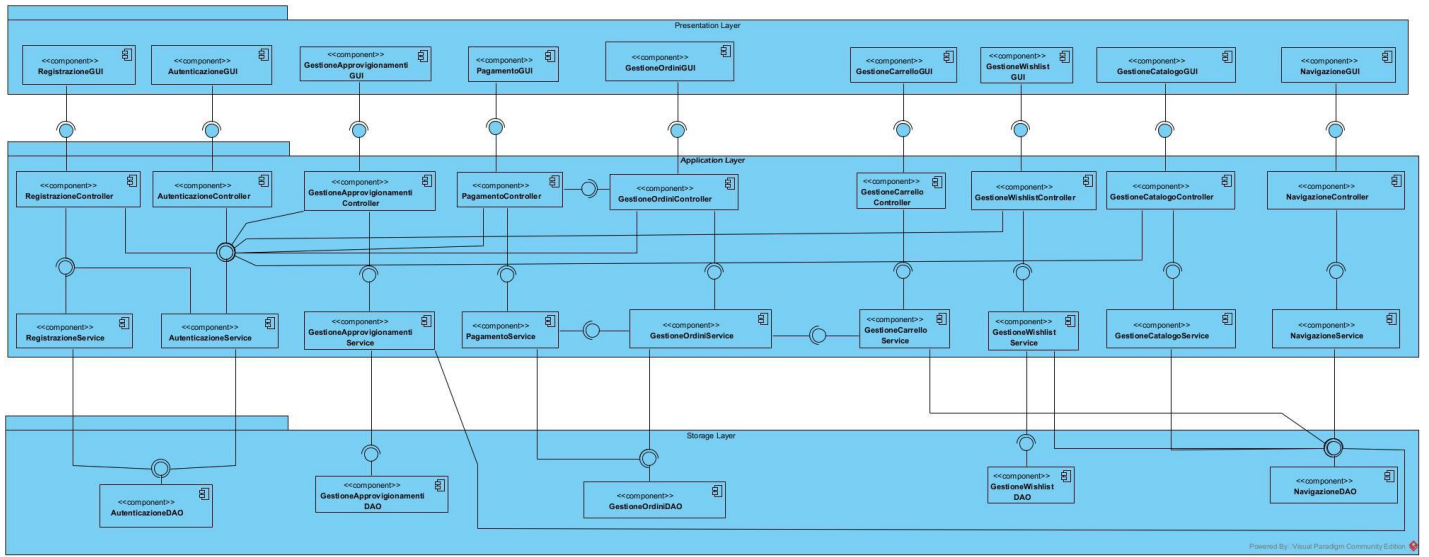 Presentation Layer
<<component>>
RegistrazioneGUI
<<component>>
AutenticazioneGUI
<<component>>
GestioneApprovigionamenti
GUI
<<component>>
PagamentoGUI
<<component>>
GestioneOrdiniGUI
<<component>>
GestioneCarrelloGUI
<<component>>
GestioneWishlist
GUI
<<component>>
GestioneCatalogoGUI
<<component>>
NavigazioneGUI
Application Layer
<<component>>
RegistrazioneController
<<component>>
AutenticazioneController
<<component>>
GestioneApprovigionamenti
Controller
<<component>>
PagamentoController
<<component>>
GestioneOrdiniController
<<component>>
GestioneCarrello
Controller
<<component>>
GestioneWishlistController
<<component>>
GestioneCatalogoController
<<component>>
NavigazioneController
<<component>>
RegistrazioneService
<<component>>
AutenticazioneService
<<component>>
GestioneApprovigionamenti
Service
<<component>>
PagamentoService
<<component>>
GestioneOrdiniService
<<component>>
GestioneCarrello
Service
<<component>>
GestioneWishlist
Service
<<component>>
GestioneCatalogoService
<<component>>
NavigazioneService
Storage Layer
<<component>>
AutenticazioneDAO
<<component>>
GestioneApprovigionamenti
DAO
<<component>>
GestioneOrdiniDAO
<<component>>
GestioneWishlist
DAO
<<component>>
NavigazioneDAO
Powered By Visual Paradigm Community Edition